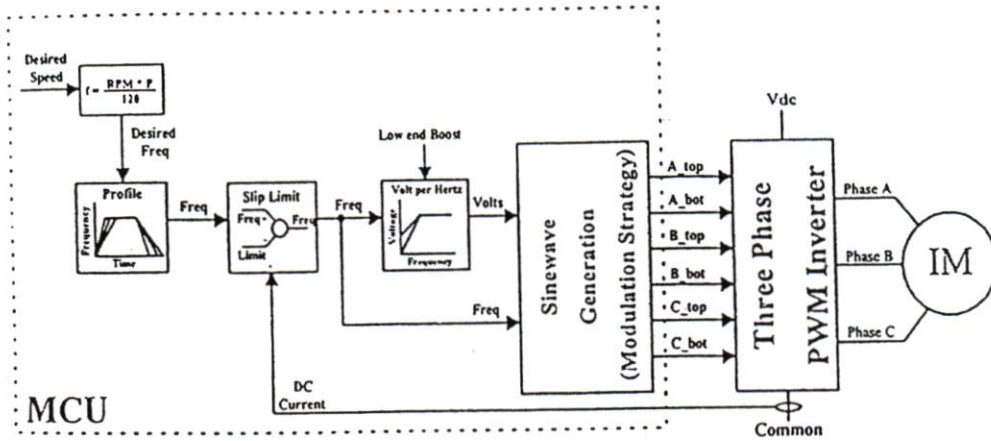 Desired
Speed
f = RPM * P
120
Desired
Freq
Profile
Frequency
Time
Freq
Slip Limit
Freq
Freq
Limit
Freq
Low end Boost
Volt per Hertz
Voltage
Frequency
Volts
Freq
Sinewave
Generation
(Modulation Strategy)
A_top
A_bot
B_top
B_bot
C_top
C_bot
Vdc
Three Phase
PWM Inverter
Phase A
Phase B
Phase C
IM
DC
Current
MCU
Common